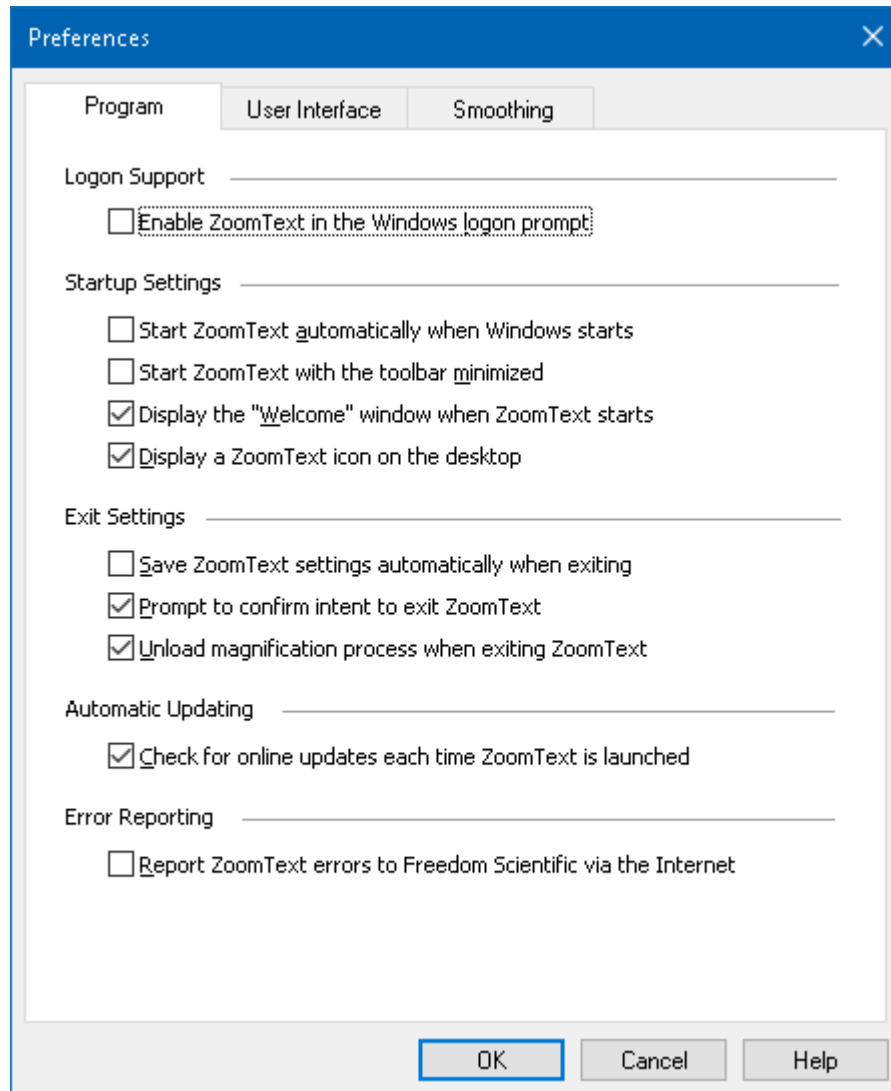 Preferences
Program User Interface Smoothing
Logon Support
Enable ZoomText in the Windows logon prompt
Startup Settings
Start ZoomText automatically when Windows starts
Start ZoomText with the toolbar minimized
Display the "Welcome" window when ZoomText starts
Display a ZoomText icon on the desktop
Exit Settings
Save ZoomText settings automatically when exiting
Prompt to confirm intent to exit ZoomText
Unload magnification process when exiting ZoomText
Automatic Updating
Check for online updates each time ZoomText is launched
Error Reporting
Report ZoomText errors to Freedom Scientific via the Internet
OK Cancel Help